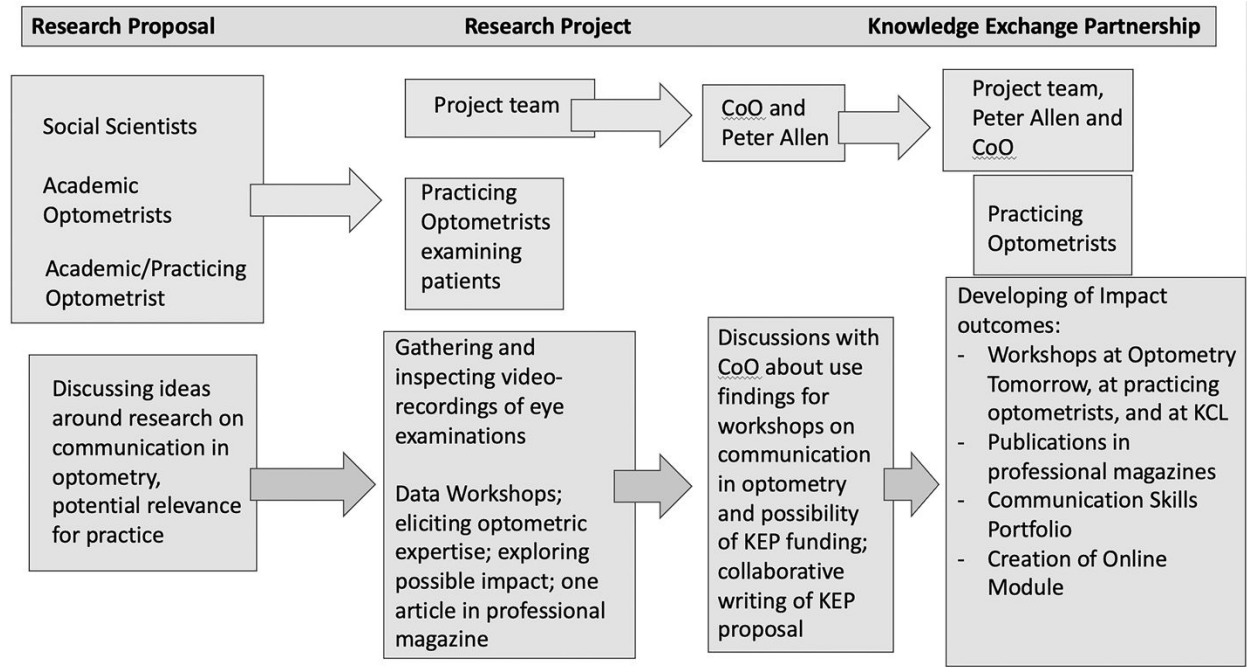 Research Proposal
Research Project
Knowledge Exchange Partnership
Social Scientists
Academic
Optometrists
Academic/Practicing
Optometrist
Project team
Practicing
Optometrists
examining
patients
CoO and
Peter Allen
Project team,
Peter Allen and
CoO
Practicing
Optometrists
Discussing ideas
around research on
communication in
optometry,
potential relevance
for practice
Gathering and
inspecting video-
recordings of eye
examinations
Data Workshops;
eliciting optometric
expertise; exploring
possible impact; one
article in professional
magazine
Discussions with
CoO about use
findings for
workshops on
communication
in optometry
and possibility
of KEP funding;
collaborative
writing of KEP
proposal
Developing of Impact
outcomes:
- Workshops at Optometry
Tomorrow, at practicing
optometrists, and at KCL
- Publications in
professional magazines
- Communication Skills
Portfolio
- Creation of Online
Module